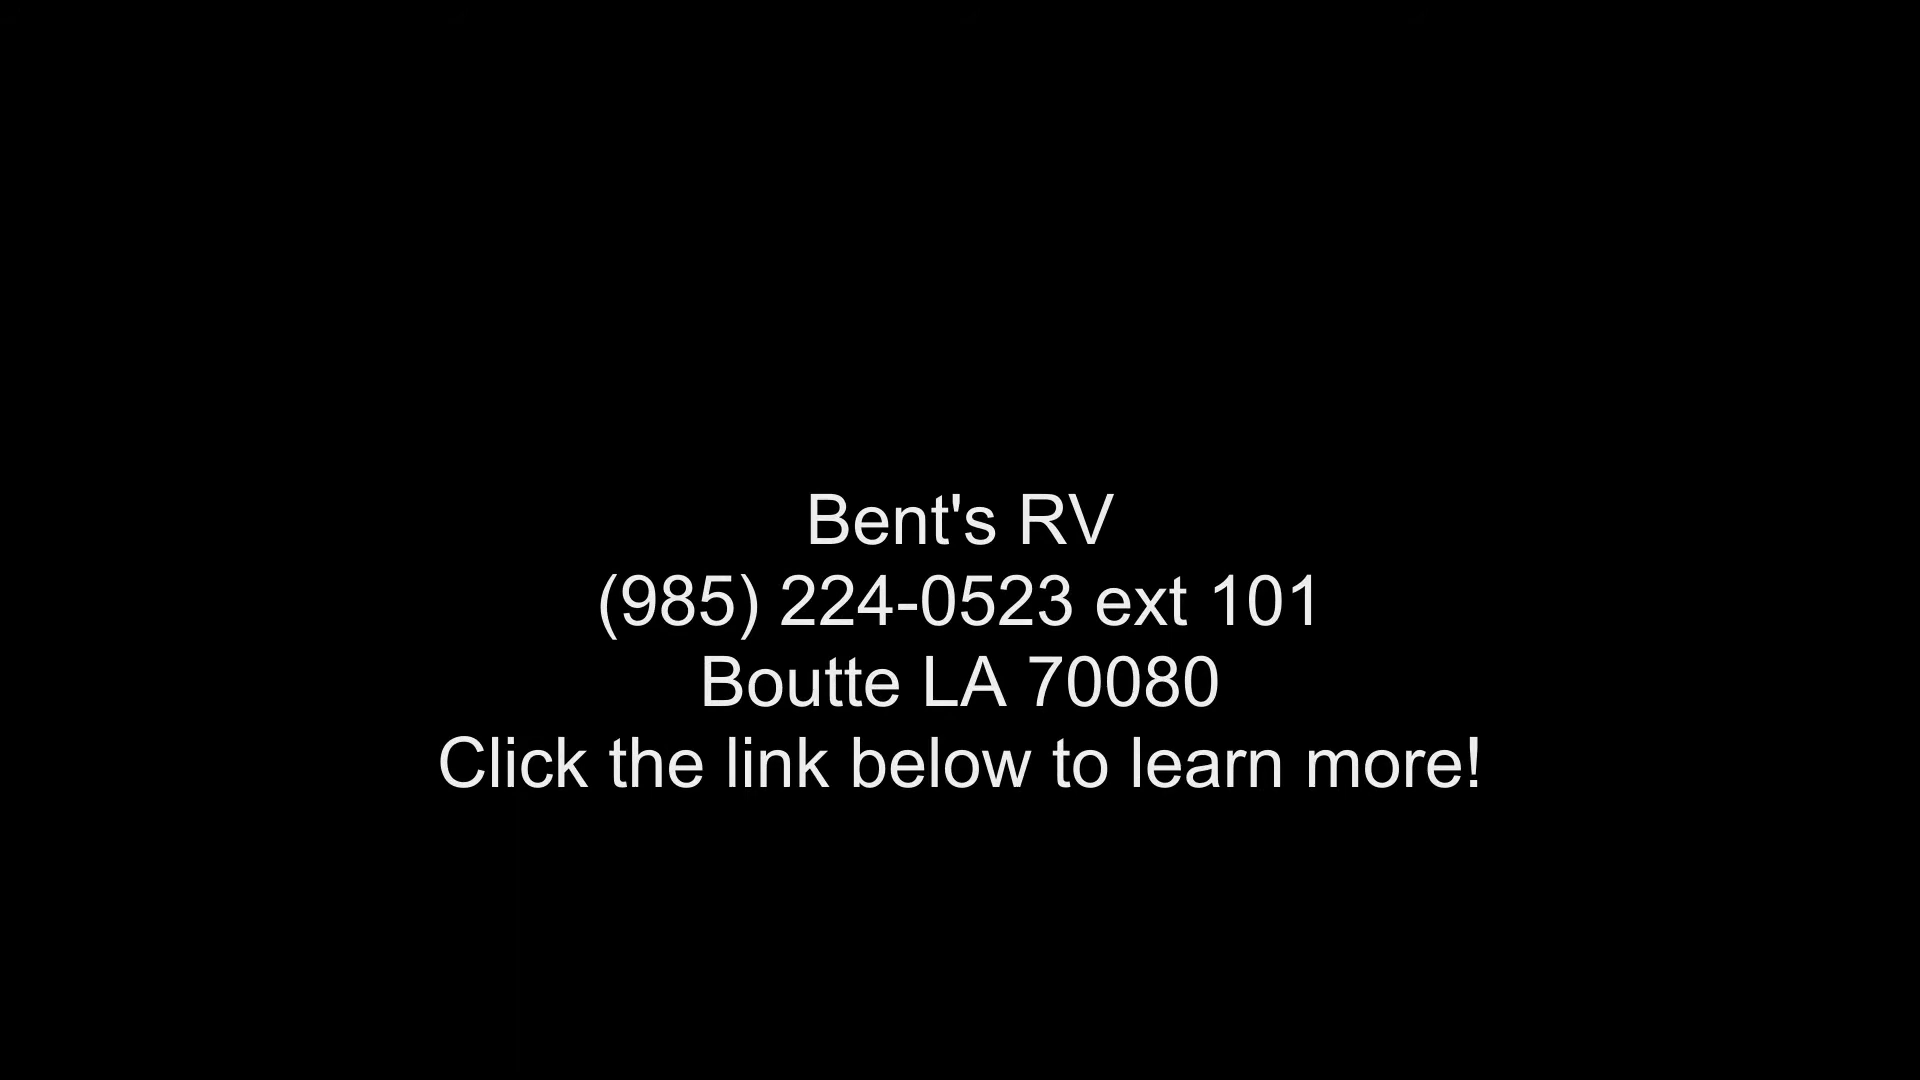 Bent's RV
(985) 224-0523 ext 101
Boutte LA 70080
Click the link below to learn more!